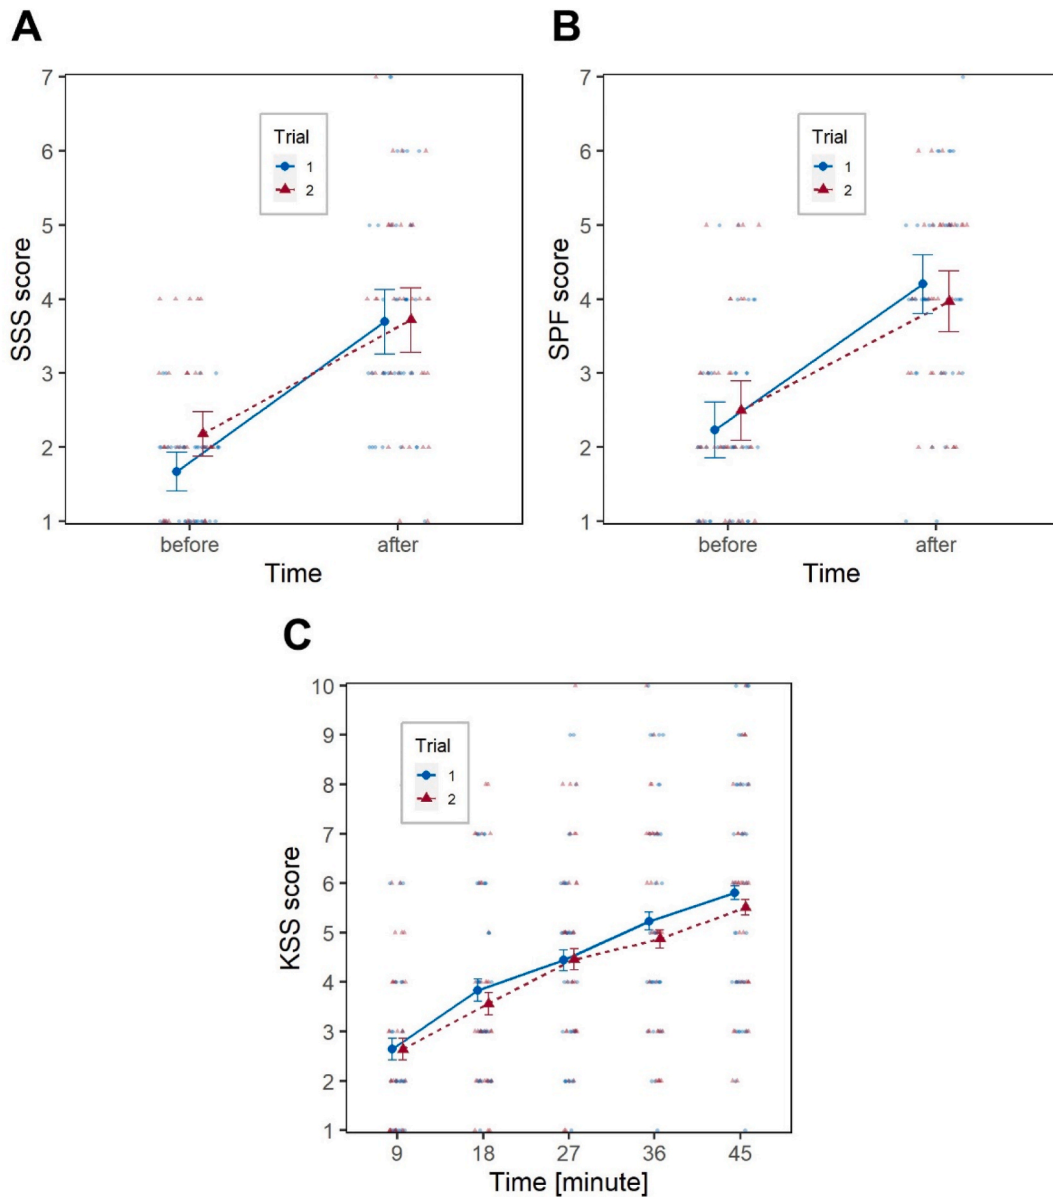 A
SSS score
7
6
5
4
3
2
1
Trial
1
2
before after
Time
B
SPF score
7
6
5
4
3
2
1
Trial
1
2
before after
Time
C
KSS score
10
9
8
7
6
5
4
3
2
1
Trial
1
2
9 18 27 36 45
Time [minute]